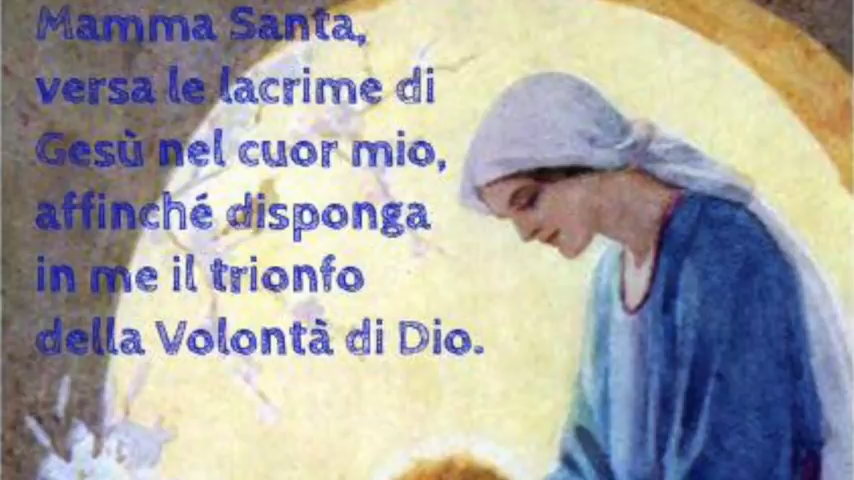 Mamma Santa,
versa le lacrime di
Gesù nel cuor mio,
affinché disponga
in me il trionfo
della Volontà di Dio.